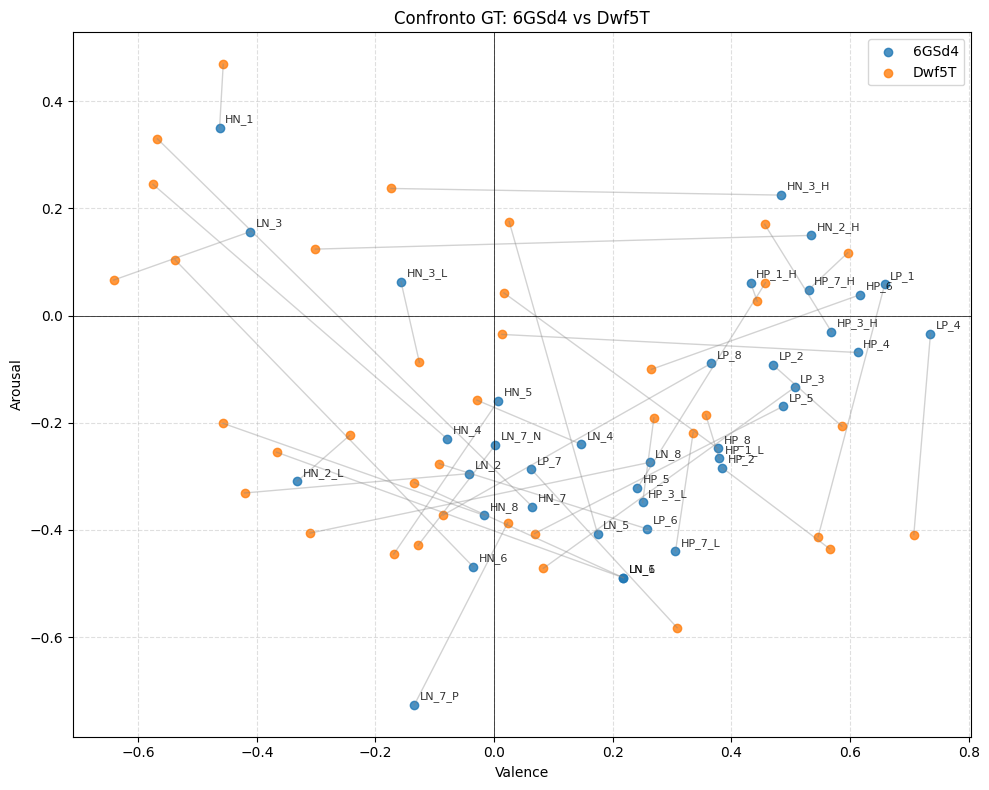 Confronto GT: 6GSd4 vs Dwf5T
6GSd4
Dwf5T
Arousal
0.4
0.2
0.0
−0.2
−0.4
−0.6
HN_1
HN_3_H
LN_3
HN_2_H
HN_3_L
HP_1_H
LP_1
HP_7_H
HP_6
HP_3_H
LP_4
HP_4
LP_8
LP_2
LP_3
HN_5
LP_5
HN_4
LN_7_N
LN_4
HP_8
HP_1_L
HP_2
LN_2
LP_7
LN_8
HN_2_L
HP_5
HP_3_L
HN_7
HN_8
LP_6
LN_5
HP_7_L
HN_6
LN_1
LN_7_P
−0.6
−0.4
−0.2
0.0
0.2
0.4
0.6
0.8
Valence